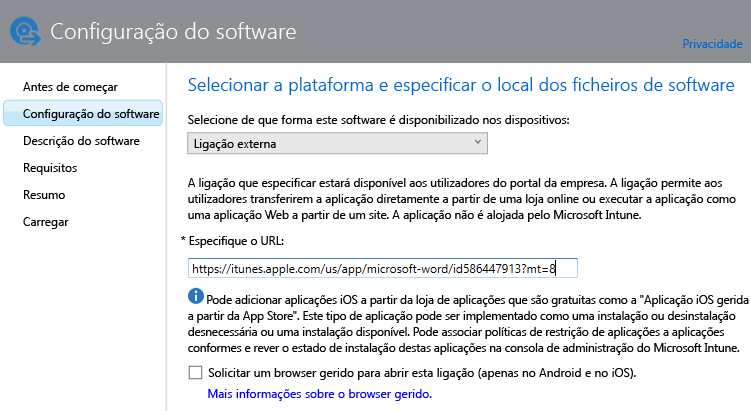 Configuração do software
Privacidade
Antes de começar
Configuração do software
Descrição do software
Requisitos
Resumo
Carregar
Selecionar a plataforma e especificar o local dos ficheiros de software
Selecione de que forma este software é disponibilizado nos dispositivos:
Ligação externa
A ligação que especificar estará disponível aos utilizadores do portal da empresa. A ligação permite aos
utilizadores transferirem a aplicação diretamente a partir de uma loja online ou executar a aplicação como
uma aplicação Web a partir de um site. A aplicação não é alojada pelo Microsoft Intune.
* Especifique o URL:
https://itunes.apple.com/us/app/microsoft-word/id586447913?mt=8
Pode adicionar aplicações iOS a partir da loja de aplicações que são gratuitas como a "Aplicação iOS gerida
a partir da App Store". Este tipo de aplicação pode ser implementado como uma instalação ou desinstalação
desnecessária ou uma instalação disponível. Pode associar políticas de restrição de aplicações a aplicações
conformes e rever o estado de instalação destas aplicações na consola de administração do Microsoft Intune.
Solicitar um browser gerido para abrir esta ligação (apenas no Android e no iOS).
Mais informações sobre o browser gerido.